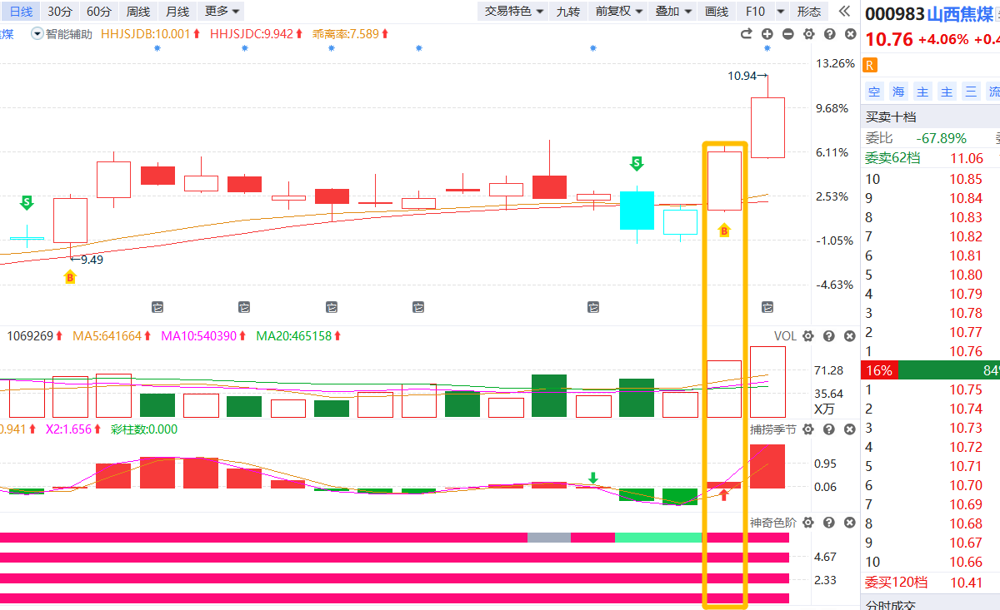 日线 30分 60分 周线 月线 更多 交易特色 九转 前复权 叠加 画线 F10 形态
煤 智能辅助 HHJSJDB:10.001 HHJSJDC:9.942 乖离率:7.589
13.26%
10.94
9.68%
S
6.11%
S
2.53%
B
-1.05%
9.49
B
-4.63%
它 它 它 它 它 它
1069269 MA5:641664 MA10:540390 MA20:465158 VOL
71.28
35.64
X万
0.941 X2:1.656 彩柱数:0.000 捕捞季节
0.95
0.06
神奇色阶
4.67
2.33
000983 山西焦煤
10.76 +4.06% +0.4
R
空 海 主 主 三 流
买卖十档
委比 -67.89%
委卖62档 11.06
10 10.85
9 10.84
8 10.83
7 10.82
6 10.81
5 10.80
4 10.79
3 10.78
2 10.77
1 10.76
16% 84
1 10.75
2 10.74
3 10.73
4 10.72
5 10.71
6 10.70
7 10.69
8 10.68
9 10.67
10 10.66
委买120档 10.41
分时成交